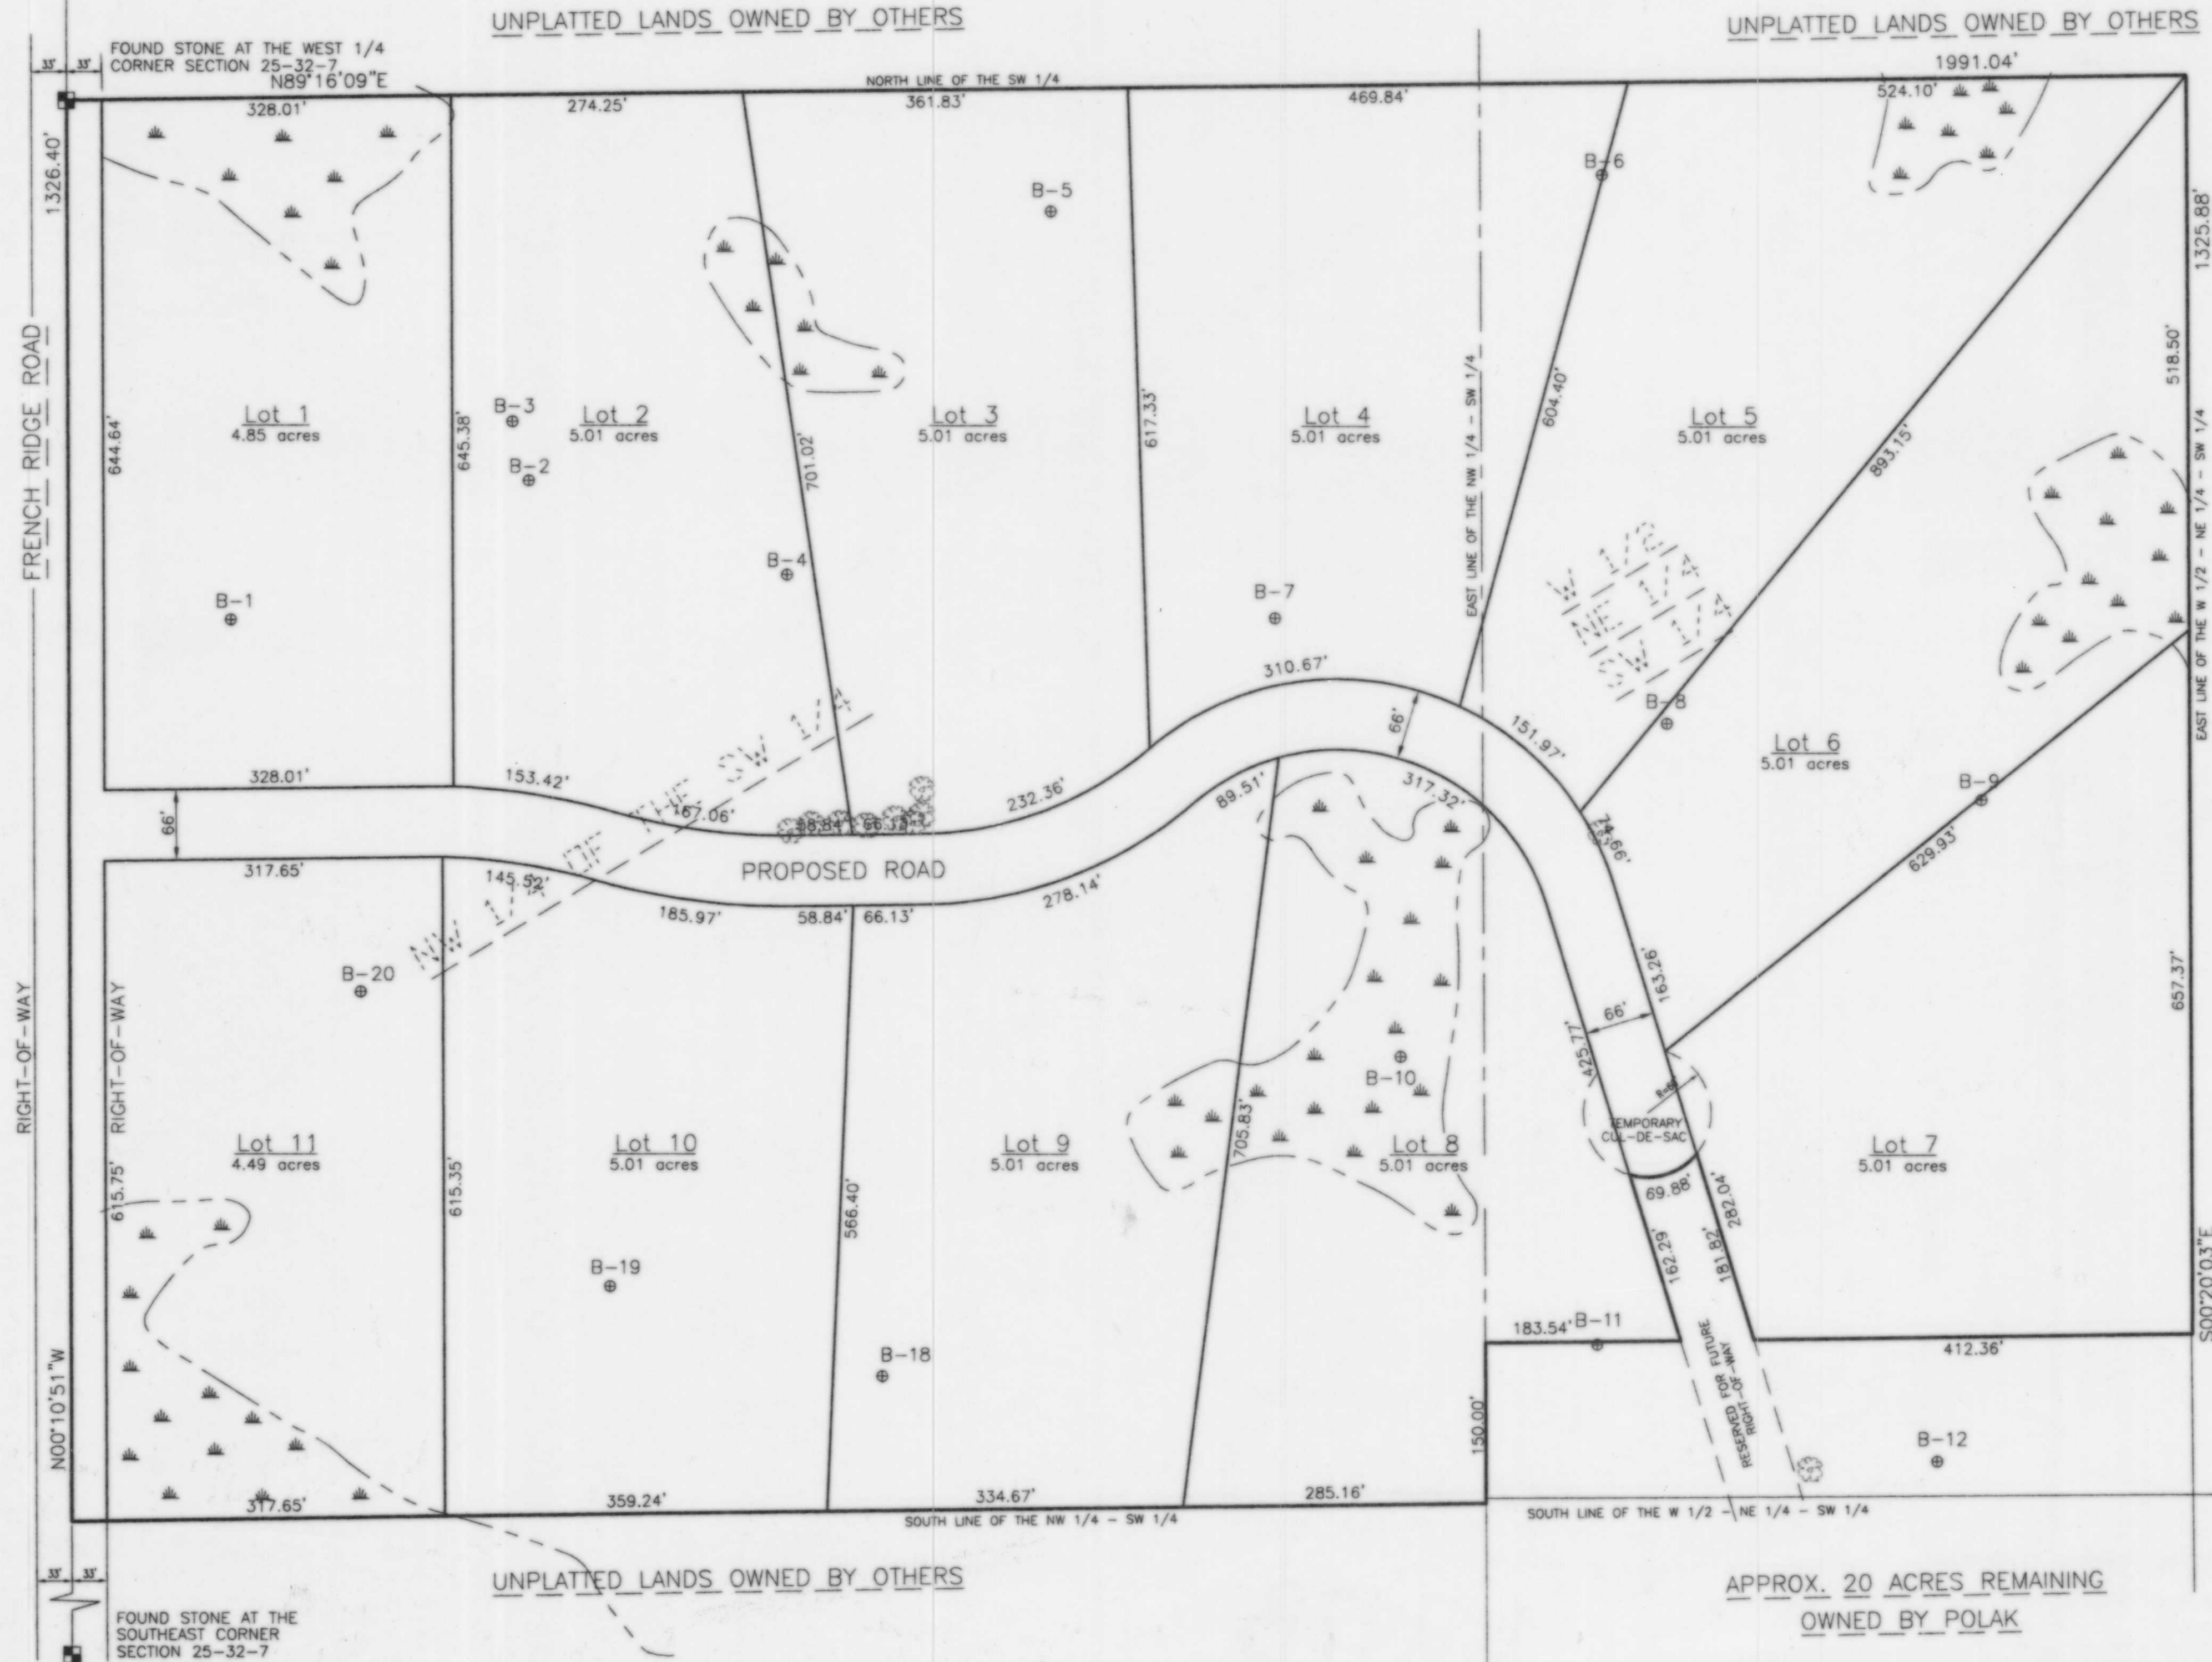 UNPLATTED LANDS OWNED BY OTHERS
UNPLATTED LANDS OWNED BY OTHERS
FOUND STONE AT THE WEST 1/4
CORNER SECTION 25-32-7
33' 33'
N89°16'09"E
NORTH LINE OF THE SW 1/4
1991.04'
328.01'
274.25'
361.83'
469.84'
524.10'
1326.40'
B-6
B-5
1325.88'
FRENCH RIDGE ROAD
518.50'
EAST LINE OF THE NW 1/4 - SW 1/4
EAST LINE OF THE W 1/2 - NE 1/4 - SW 1/4
644.64'
Lot 1
4.85 acres
645.38'
B-3
Lot 2
5.01 acres
B-2
701.02'
Lot 3
5.01 acres
617.33'
Lot 4
5.01 acres
604.40'
Lot 5
5.01 acres
893.15'
B-4
B-1
B-7
W 1/2
NE 1/4
SW 1/4
310.67'
B-8
66'
151.97'
Lot 6
5.01 acres
B-9
328.01'
153.42'
167.06'
58.84' 66.13'
232.36'
89.51'
317.32'
74.66'
629.93'
66'
PROPOSED ROAD
317.65'
145.52'
185.97'
58.84' 66.13'
278.14'
NW 1/4 OF THE SW 1/4
B-20
163.26'
66'
425.77'
657.37'
RIGHT-OF-WAY
RIGHT-OF-WAY
B-10
R=66'
TEMPORARY
CUL-DE-SAC
Lot 11
4.49 acres
Lot 10
5.01 acres
Lot 9
5.01 acres
705.83'
Lot 8
5.01 acres
Lot 7
5.01 acres
615.75'
615.35'
566.40'
69.88'
282.04'
162.29'
181.82'
B-19
S00°20'03"E
183.54'
B-11
412.36'
B-18
N00°10'51"W
150.00'
RESERVED FOR FUTURE
RIGHT-OF-WAY
B-12
317.65'
359.24'
334.67'
285.16'
SOUTH LINE OF THE NW 1/4 - SW 1/4
SOUTH LINE OF THE W 1/2 - NE 1/4 - SW 1/4
33' 33'
UNPLATTED LANDS OWNED BY OTHERS
APPROX. 20 ACRES REMAINING
OWNED BY POLAK
FOUND STONE AT THE
SOUTHEAST CORNER
SECTION 25-32-7